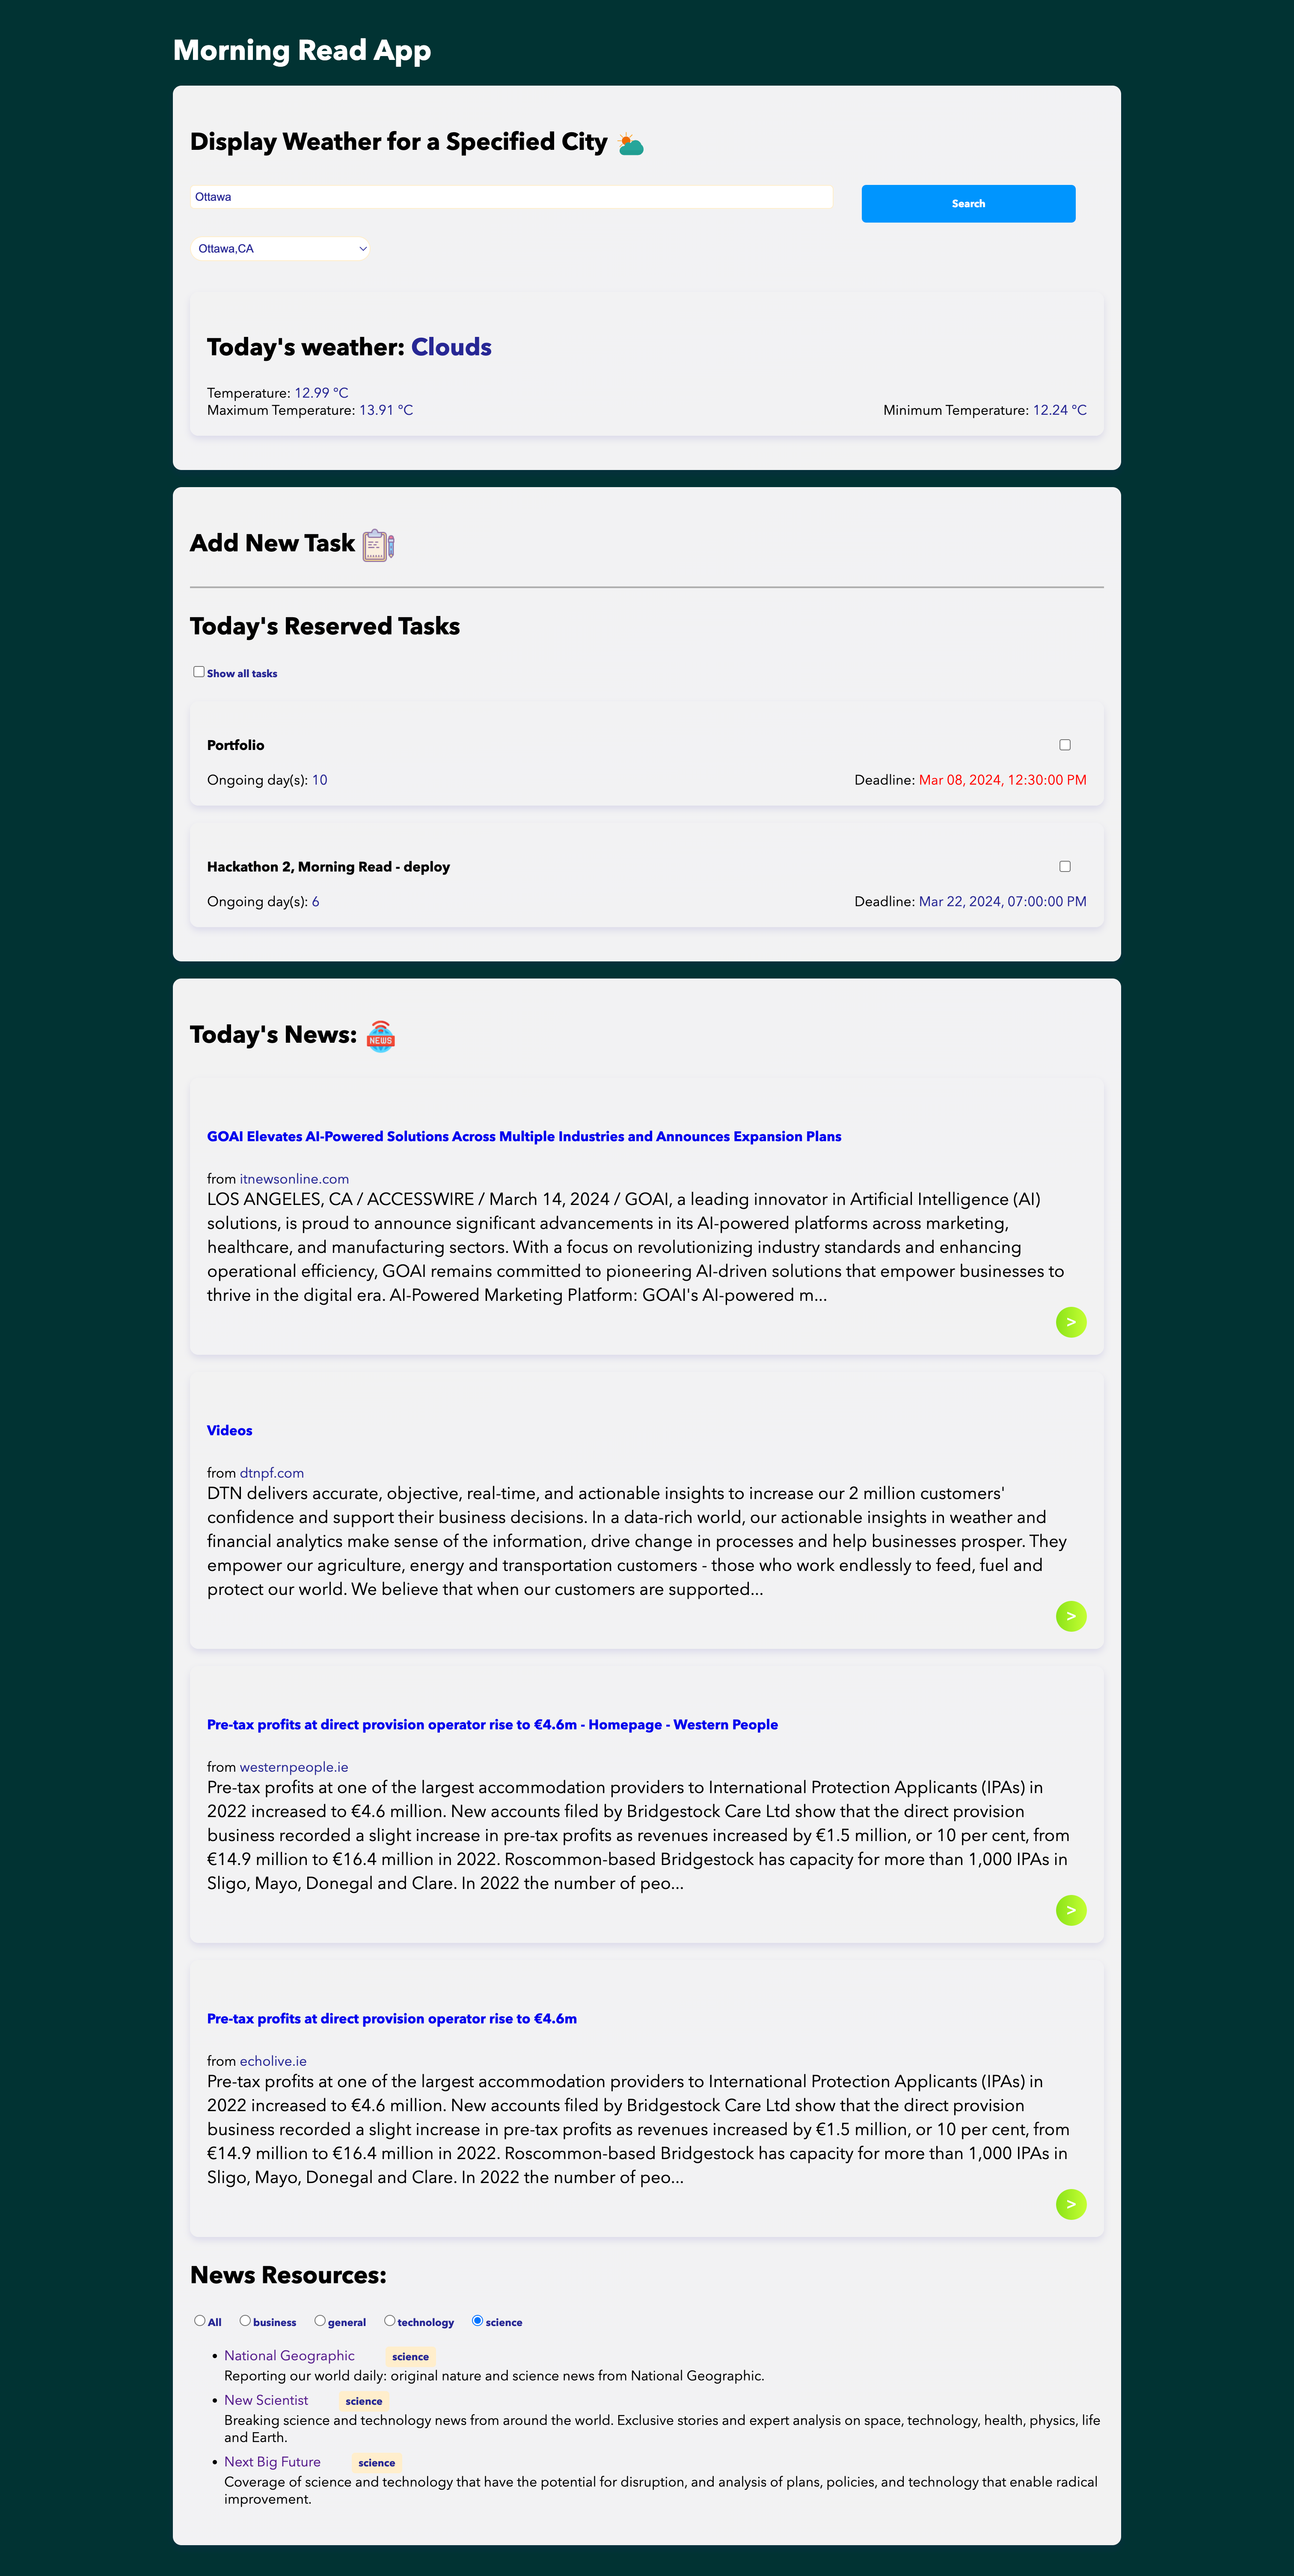 Morning Read App
Display Weather for a Specified City
Ottawa
Search
Ottawa,CA
Today's weather: Clouds
Temperature: 12.99 °C
Maximum Temperature: 13.91 °C
Minimum Temperature: 12.24 °C
Add New Task
Today's Reserved Tasks
Show all tasks
Portfolio
Ongoing day(s): 10
Deadline: Mar 08, 2024, 12:30:00 PM
Hackathon 2, Morning Read - deploy
Ongoing day(s): 6
Deadline: Mar 22, 2024, 07:00:00 PM
Today's News:
NEWS
GOAI Elevates AI-Powered Solutions Across Multiple Industries and Announces Expansion Plans
from itnewsonline.com
LOS ANGELES, CA / ACCESSWIRE / March 14, 2024 / GOAI, a leading innovator in Artificial Intelligence (AI)
solutions, is proud to announce significant advancements in its AI-powered platforms across marketing,
healthcare, and manufacturing sectors. With a focus on revolutionizing industry standards and enhancing
operational efficiency, GOAI remains committed to pioneering AI-driven solutions that empower businesses to
thrive in the digital era. AI-Powered Marketing Platform: GOAI's AI-powered m...
>
Videos
from dtnpf.com
DTN delivers accurate, objective, real-time, and actionable insights to increase our 2 million customers'
confidence and support their business decisions. In a data-rich world, our actionable insights in weather and
financial analytics make sense of the information, drive change in processes and help businesses prosper. They
empower our agriculture, energy and transportation customers - those who work endlessly to feed, fuel and
protect our world. We believe that when our customers are supported...
>
Pre-tax profits at direct provision operator rise to €4.6m - Homepage - Western People
from westernpeople.ie
Pre-tax profits at one of the largest accommodation providers to International Protection Applicants (IPAs) in
2022 increased to €4.6 million. New accounts filed by Bridgestock Care Ltd show that the direct provision
business recorded a slight increase in pre-tax profits as revenues increased by €1.5 million, or 10 per cent, from
€14.9 million to €16.4 million in 2022. Roscommon-based Bridgestock has capacity for more than 1,000 IPAs in
Sligo, Mayo, Donegal and Clare. In 2022 the number of peo...
>
Pre-tax profits at direct provision operator rise to €4.6m
from echolive.ie
Pre-tax profits at one of the largest accommodation providers to International Protection Applicants (IPAs) in
2022 increased to €4.6 million. New accounts filed by Bridgestock Care Ltd show that the direct provision
business recorded a slight increase in pre-tax profits as revenues increased by €1.5 million, or 10 per cent, from
€14.9 million to €16.4 million in 2022. Roscommon-based Bridgestock has capacity for more than 1,000 IPAs in
Sligo, Mayo, Donegal and Clare. In 2022 the number of peo...
>
News Resources:
All business general technology science
National Geographic science
Reporting our world daily: original nature and science news from National Geographic.
New Scientist science
Breaking science and technology news from around the world. Exclusive stories and expert analysis on space, technology, health, physics, life
and Earth.
Next Big Future science
Coverage of science and technology that have the potential for disruption, and analysis of plans, policies, and technology that enable radical
improvement.